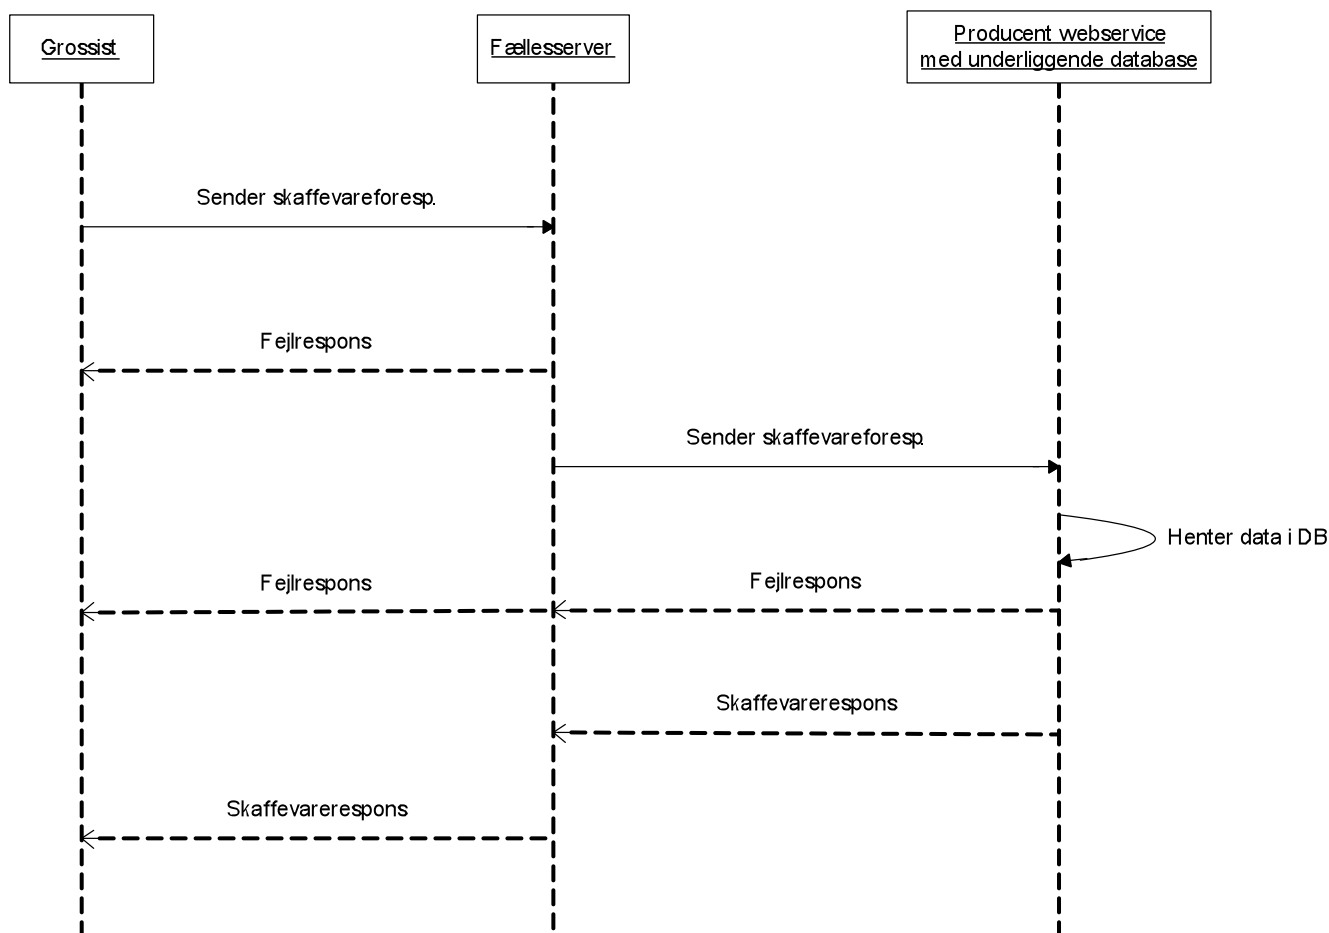 Grossist
Fællesserver
Producent webservice
med underliggende database
Sender skaffevareforesp.
Fejlrespons
Sender skaffevareforesp.
Henter data i DB
Fejlrespons
Fejlrespons
Skaffevarerespons
Skaffevarerespons